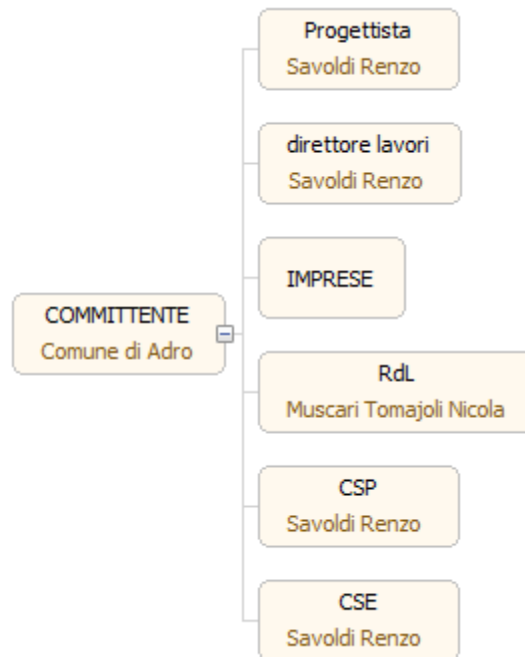 Progettista
Savoldi Renzo
direttore lavori
Savoldi Renzo
IMPRESE
COMMITTENTE
Comune di Adro
RdL
Muscari Tomajoli Nicola
CSP
Savoldi Renzo
CSE
Savoldi Renzo